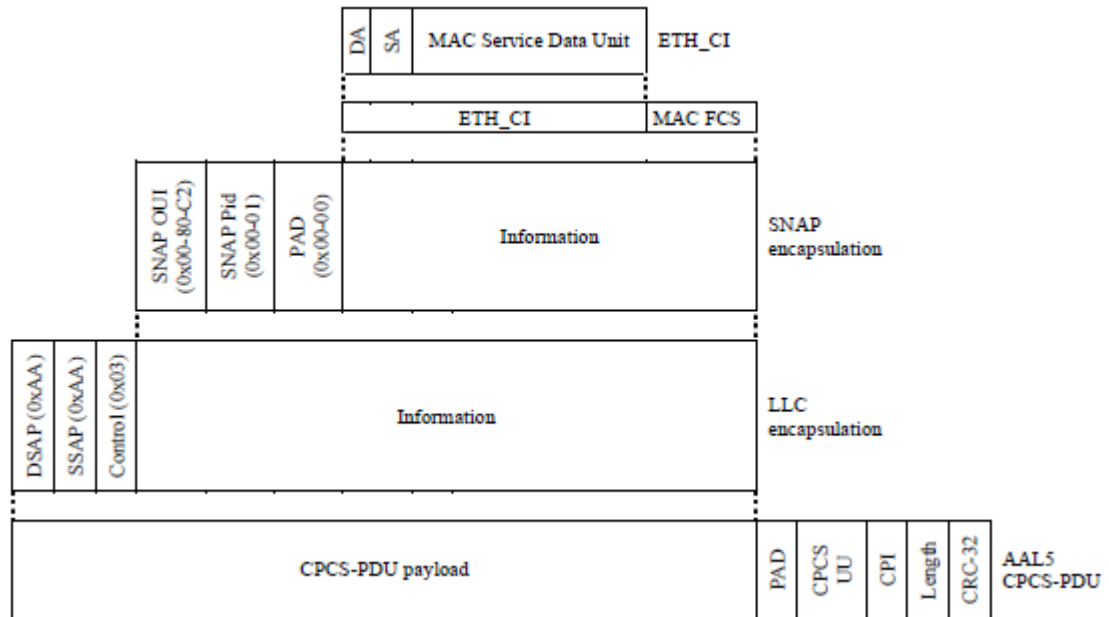 DA
SA
MAC Service Data Unit
ETH_CI
ETH_CI
MAC FCS
SNAP OUI
(0x00-80-C2)
SNAP Pid
(0x00-01)
PAD
(0x00-00)
Information
SNAP
encapsulation
DSAP (0xAA)
SSAP (0xAA)
Control (0x03)
Information
LLC
encapsulation
CPCS-PDU payload
PAD
CPCS
UU
CPI
Length
CRC-32
AAL5
CPCS-PDU